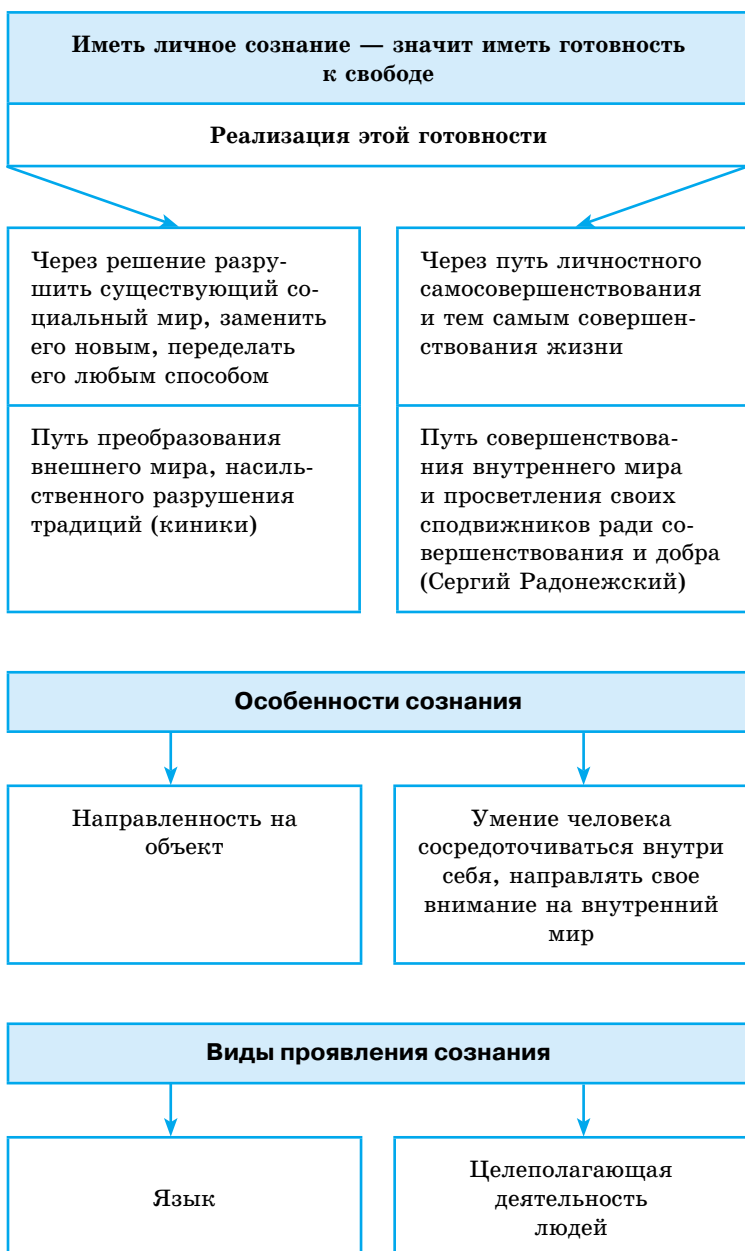 Иметь личное сознание — значит иметь готовность
к свободе
Реализация этой готовности
Через решение разру-
шить существующий со-
циальный мир, заменить
его новым, переделать
его любым способом
Путь преобразования
внешнего мира, насиль-
ственного разрушения
традиций (киники)
Через путь личностного
самосовершенствования
и тем самым совершен-
ствования жизни
Путь совершенствова-
ния внутреннего мира
и просветления своих
сподвижников ради со-
вершенствования и добра
(Сергий Радонежский)
Особенности сознания
Направленность на
объект
Умение человека
сосредоточиваться внутри
себя, направлять свое
внимание на внутренний
мир
Виды проявления сознания
Язык
Целеполагающая
деятельность
людей